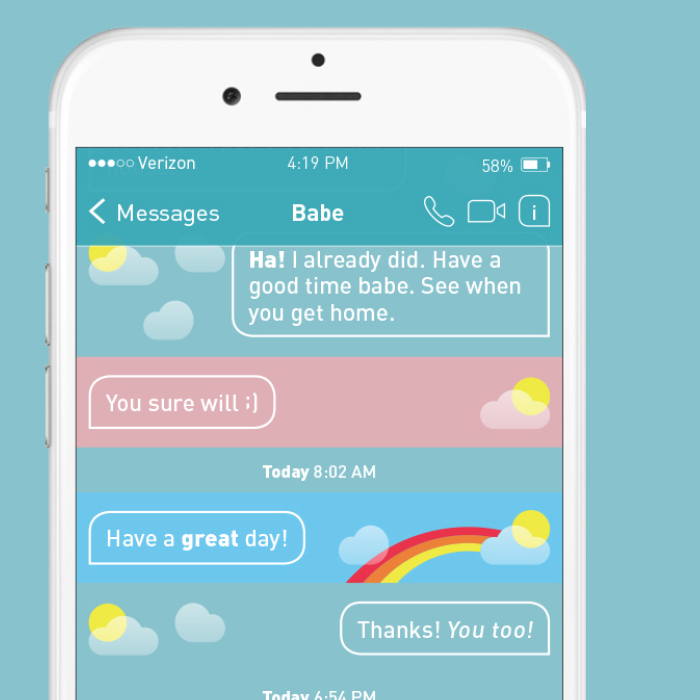 Verizon 4:19 PM 58%
Messages Babe i
Ha! I already did. Have a
good time babe. See when
you get home.
You sure will ;)
Today 8:02 AM
Have a great day!
Thanks! You too!
Today 6:54 PM